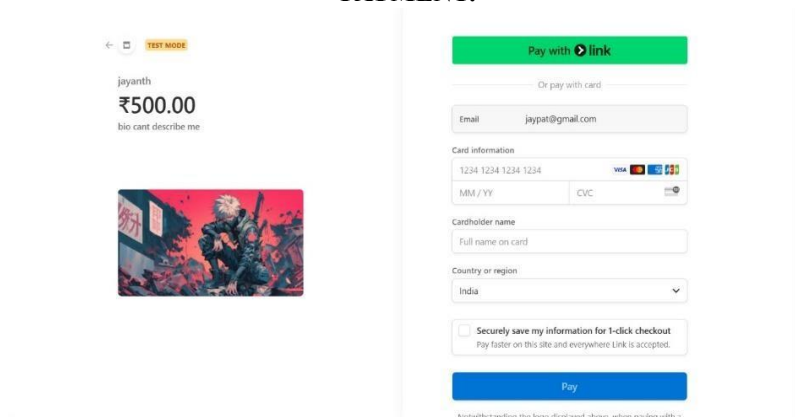 TEST MODE
jayanth
₹500.00
bio cant describe me
Pay with link
Or pay with card
Email jaypat@gmail.com
Card information
1234 1234 1234 1234 VISA
MM / YY CVC
Cardholder name
Full name on card
Country or region
India
Securely save my information for 1-click checkout
Pay faster on this site and everywhere Link is accepted.
Pay